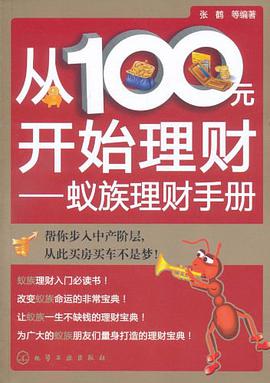 张 鹤 等编著
从100元
开始理财
—蚁族理财手册
帮你步入中产阶层,
从此买房买车不是梦!
蚁族理财入门必读书!
改变蚁族命运的非常宝典!
让蚁族一生不缺钱的理财宝典!
为广大的蚁族朋友们量身打造的理财宝典!
化学工业出版社